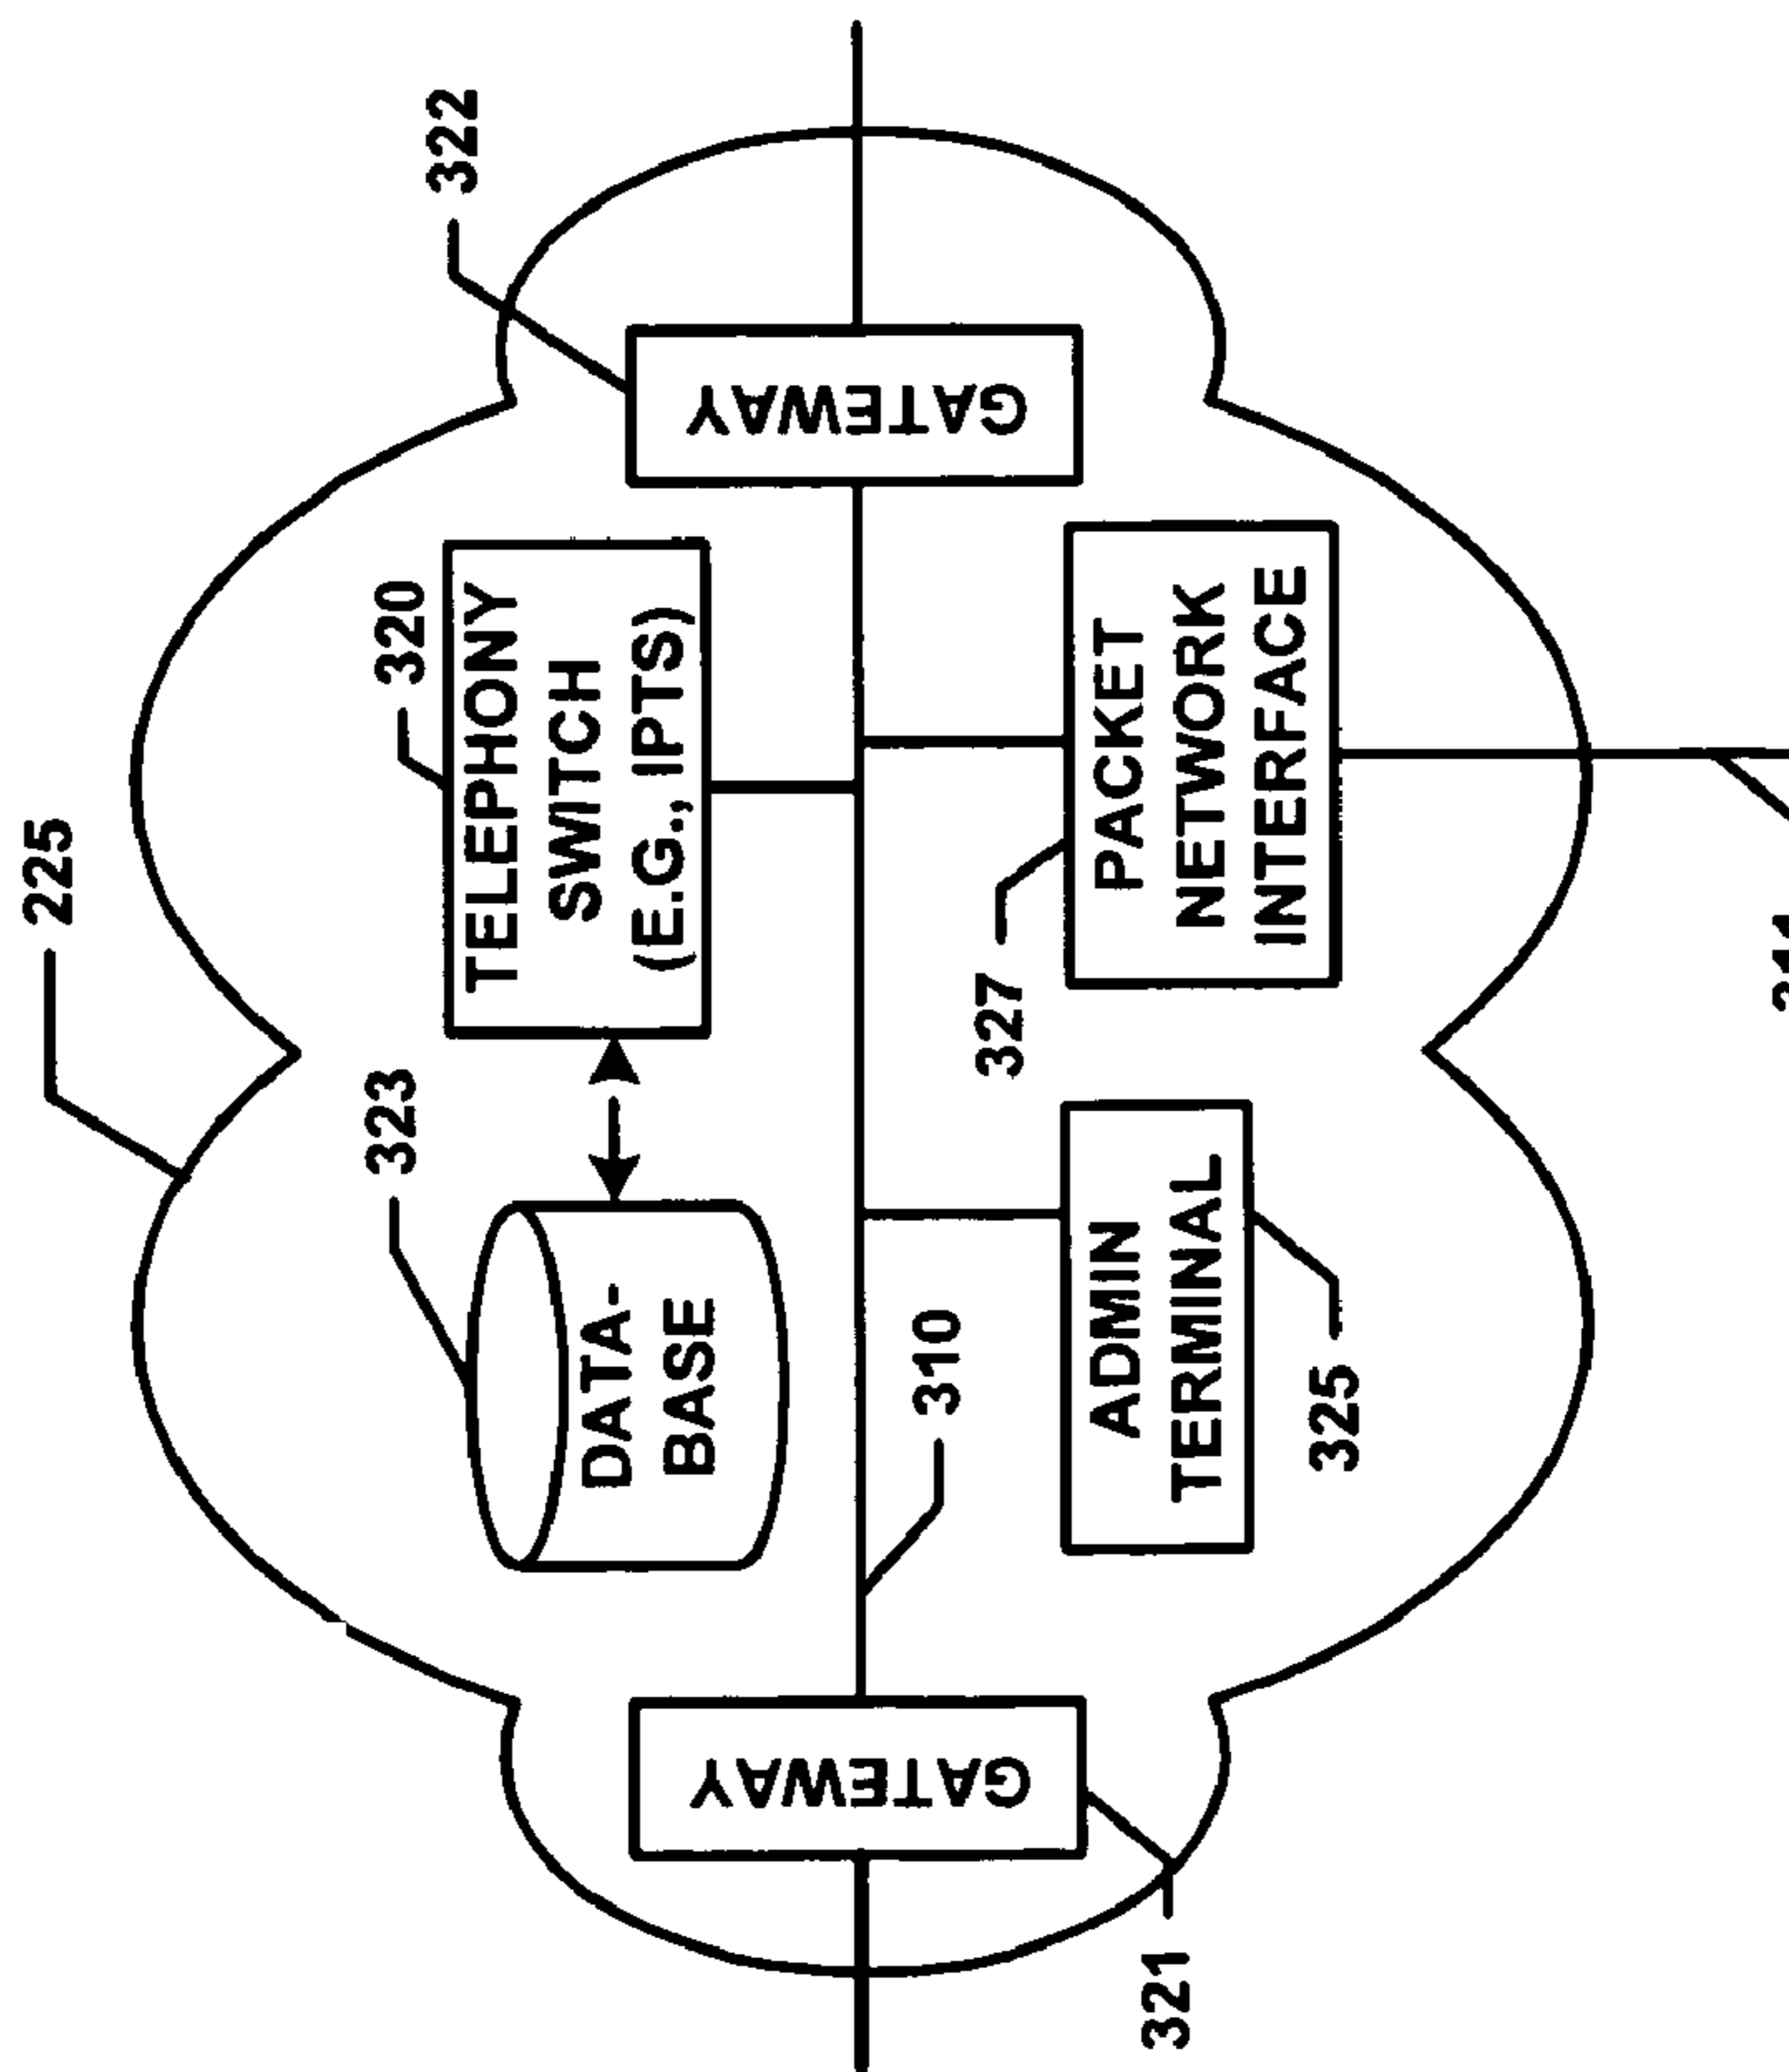 225
323
320
322
TELEPHONY
SWITCH
(E.G., IPTS)
DATA-
BASE
GATEWAY
GATEWAY
310
327
ADMIN
TERMINAL
PACKET
NETWORK
INTERFACE
321
325